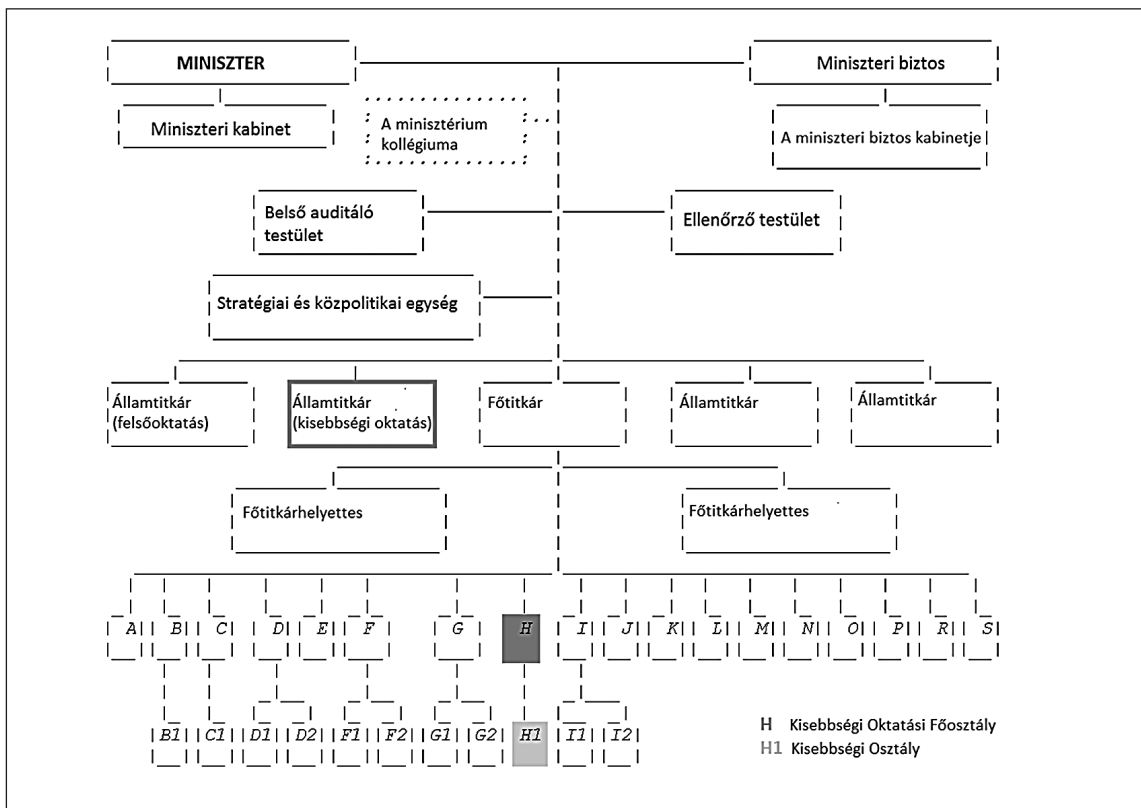 MINISZTER
Miniszteri biztos
Miniszteri kabinet
A minisztérium
kollégiuma
A miniszteri biztos kabinetje
Belső auditáló
testület
Ellenőrző testület
Stratégiai és közpolitikai egység
Államtitkár
(felsőoktatás)
Államtitkár
(kisebbségi oktatás)
Főtitkár
Államtitkár
Államtitkár
Főtitkárhelyettes
Főtitkárhelyettes
A B C D E F G H I J K L M N O P R S
B1 C1 D1 D2 F1 F2 G1 G2 H1 I1 I2
H Kisebbségi Oktatási Főosztály
H1 Kisebbségi Osztály